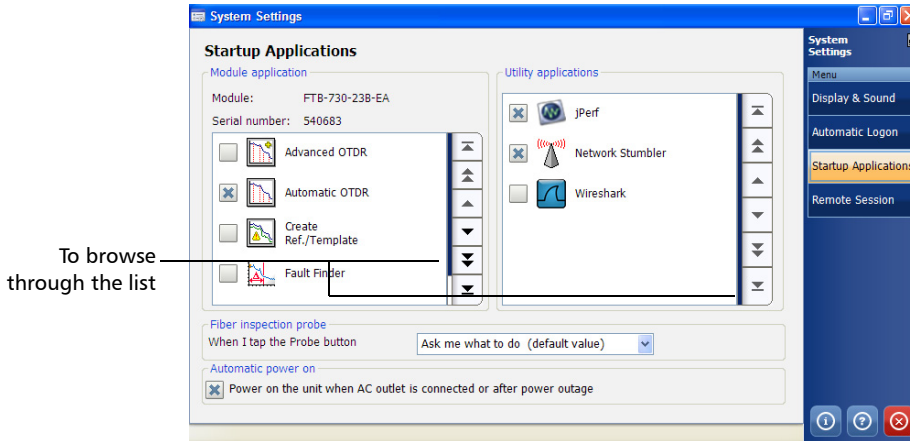 System Settings
Startup Applications
Module application
Module: FTB-730-23B-EA
Serial number: 540683
Advanced OTDR
Automatic OTDR
Create
Ref./Template
Fault Finder
Utility applications
jPerf
Network Stumbler
Wireshark
To browse
through the list
Fiber inspection probe
When I tap the Probe button
Ask me what to do (default value)
Automatic power on
Power on the unit when AC outlet is connected or after power outage
System
Settings
Menu
Display & Sound
Automatic Logon
Startup Applications
Remote Session